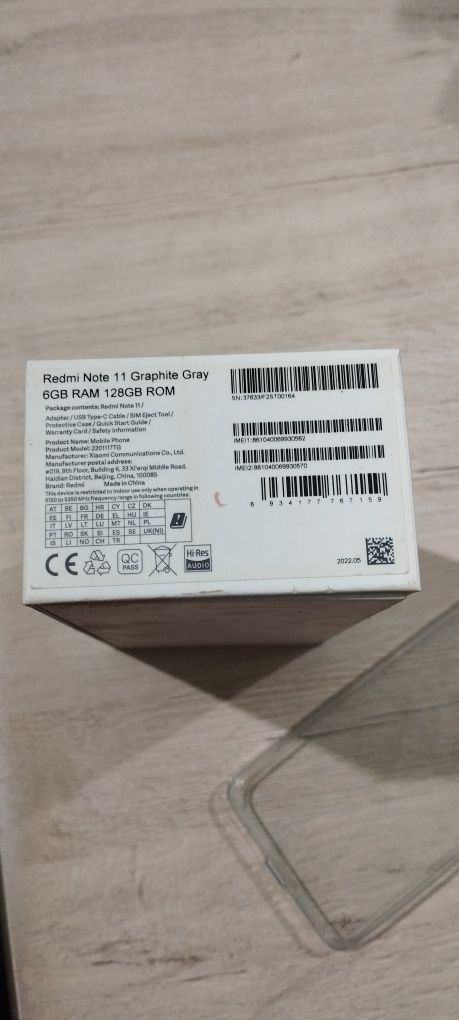 Redmi Note 11 Graphite Gray
6GB RAM 128GB ROM
Package contents: Redmi Note 11 /
Adapter / USB Type-C Cable / SIM Eject Tool /
Protective Case / Quick Start Guide /
Warranty Card / Safety Information
Product Name: Mobile Phone
Product Model: 2201117TG
Manufacturer: Xiaomi Communications Co., Ltd.
Manufacturer postal address:
#019, 9th Floor, Building 6, 33 Xi'erqi Middle Road,
Haidian District, Beijing, China, 100085
Brand: Redmi Made in China
This device is restricted to indoor use only when operating in
5150 to 5350 MHz frequency range in following countries:
AT BE BG HR CY CZ DK
EE FI FR DE EL HU IE
IT LV LT LU MT NL PL
PT RO SK SI ES SE UK(NI)
IS LI NO CH TR
CE
QC
PASS
Hi-Res
AUDIO
SN:37633/F2ST00164
IMEI1:861040069930562
IMEI2:861040069930570
6 934177 767159
2022.05